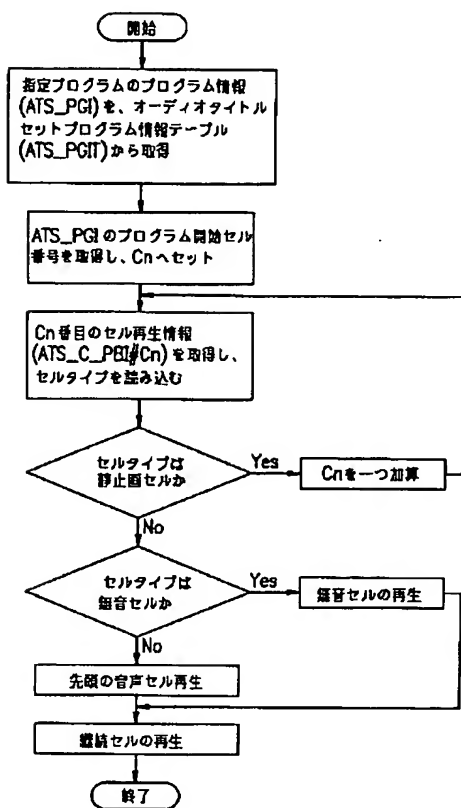 開始
指定プログラムのプログラム情報
(ATS_PGI)を、オーディオタイトル
セットプログラム情報テーブル
(ATS_PGIT)から取得
ATS_PGIのプログラム開始セル
番号を取得し、Cnへセット
Cn番目のセル再生情報
(ATS_C_PBI#Cn)を取得し、
セルタイプを読み込む
セルタイプは
静止画セルか
Yes
Cnを一つ加算
No
セルタイプは
無音セルか
Yes
無音セルの再生
No
先頭の音声セル再生
継続セルの再生
終了